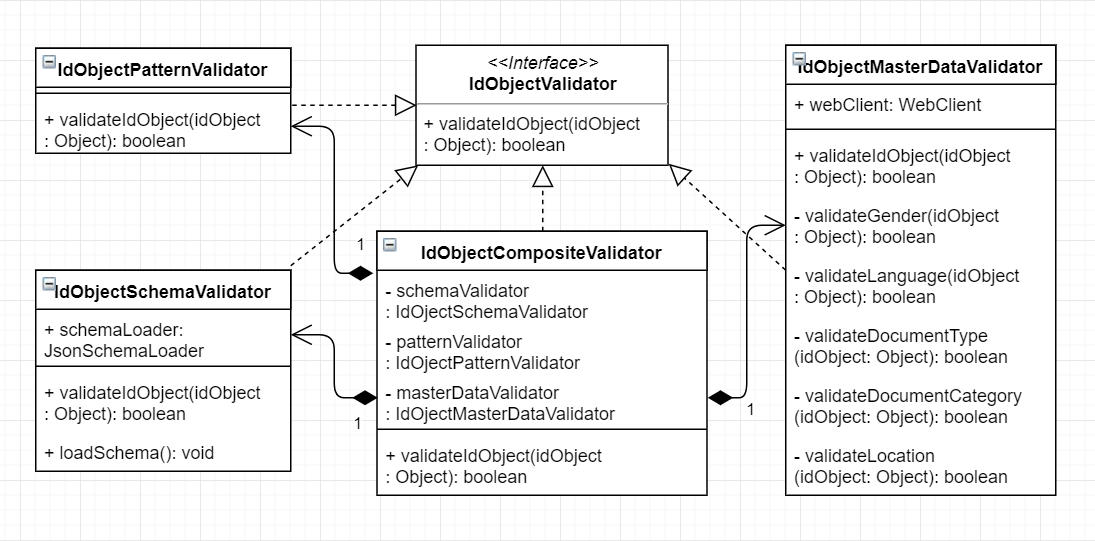 IdObjectPatternValidator
+ validateIdObject(idObject
: Object): boolean
<<Interface>>
IdObjectValidator
+ validateIdObject(idObject
: Object): boolean
IdObjectMasterDataValidator
+ webClient: WebClient
+ validateIdObject(idObject
: Object): boolean
- validateGender(idObject
: Object): boolean
- validateLanguage(idObject
: Object): boolean
- validateDocumentType
(idObject: Object): boolean
- validateDocumentCategory
(idObject: Object): boolean
- validateLocation
(idObject: Object): boolean
1
IdObjectCompositeValidator
- schemaValidator
: IdOjectSchemaValidator
- patternValidator
: IdOjectPatternValidator
- masterDataValidator
: IdOjectMasterDataValidator
+ validateIdObject(idObject
: Object): boolean
1
1
IdObjectSchemaValidator
+ schemaLoader:
JsonSchemaLoader
+ validateIdObject(idObject
: Object): boolean
+ loadSchema(): void